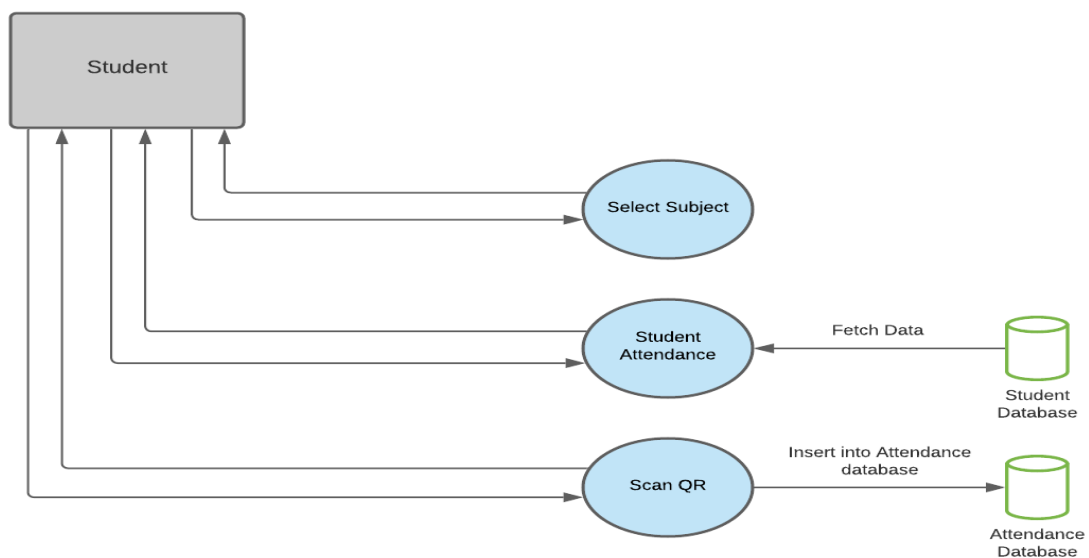 Student
Select Subject
Student
Attendance
Fetch Data
Student
Database
Scan QR
Insert into Attendance
database
Attendance
Database